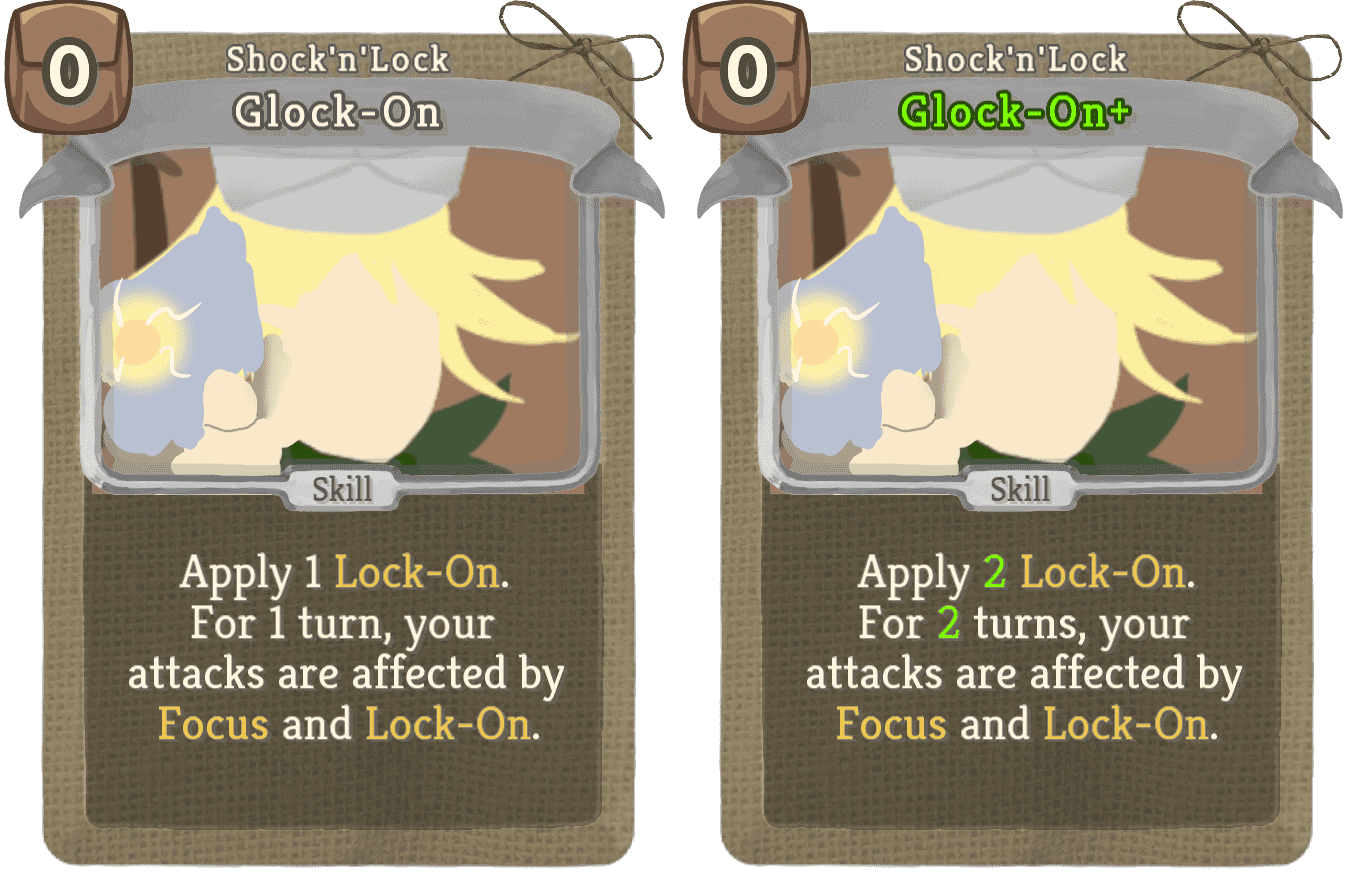 0
Shock'n'Lock
Glock-On
Skill
Apply 1 Lock-On.
For 1 turn, your
attacks are affected by
Focus and Lock-On.
0
Shock'n'Lock
Glock-On+
Skill
Apply 2 Lock-On.
For 2 turns, your
attacks are affected by
Focus and Lock-On.